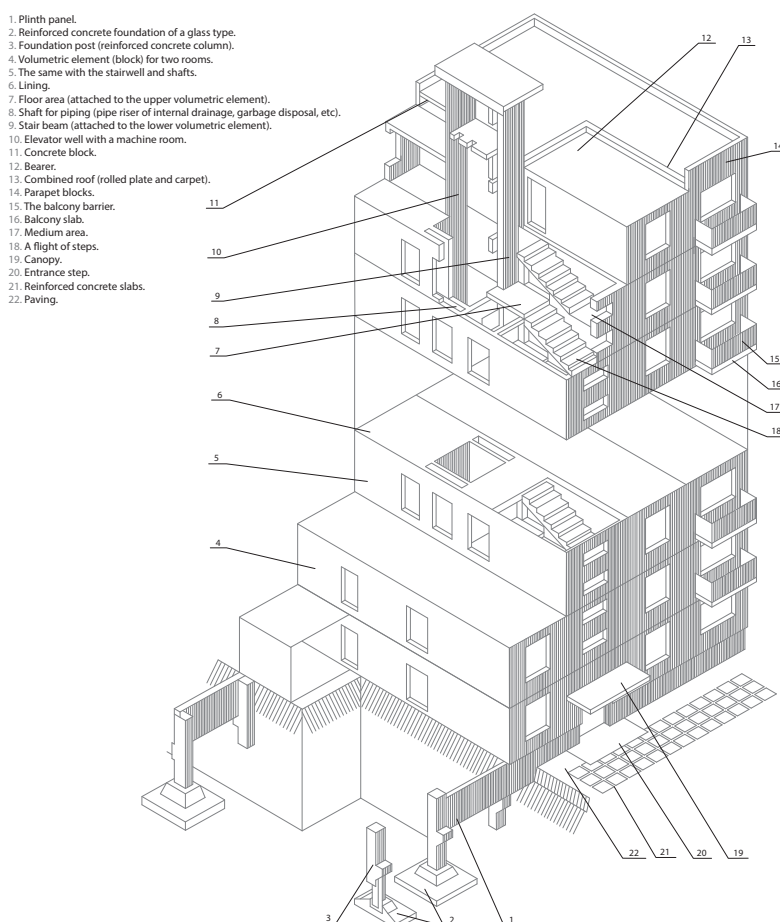 1. Plinth panel.
2. Reinforced concrete foundation of a glass type.
3. Foundation post (reinforced concrete column).
4. Volumetric element (block) for two rooms.
5. The same with the stairwell and shafts.
6. Lining.
7. Floor area (attached to the upper volumetric element).
8. Shaft for piping (pipe riser of internal drainage, garbage disposal, etc).
9. Stair beam (attached to the lower volumetric element).
10. Elevator well with a machine room.
11. Concrete block.
12. Bearer.
13. Combined roof (rolled plate and carpet).
14. Parapet blocks.
15. The balcony barrier.
16. Balcony slab.
17. Medium area.
18. A flight of steps.
19. Canopy.
20. Entrance step.
21. Reinforced concrete slabs.
22. Paving.
12
13
14
11
10
9
8
7
15
16
17
18
6
5
4
22
21
20
19
3
2
1